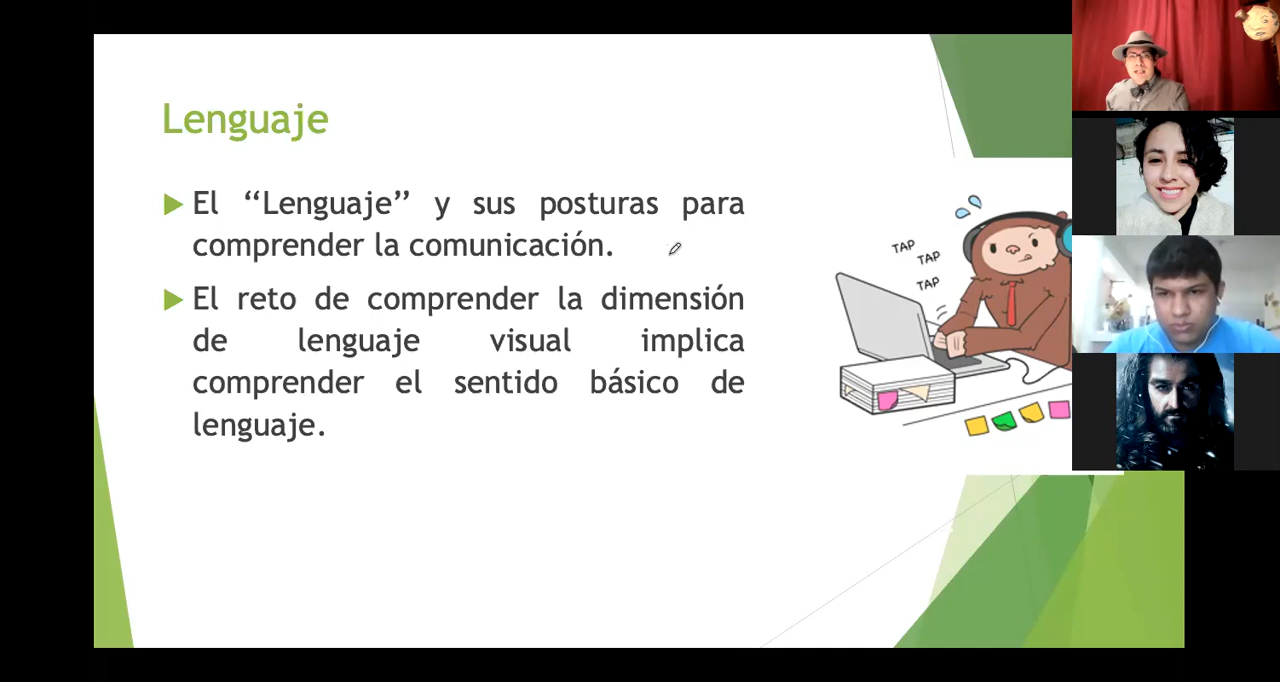 Lenguaje
El “Lenguaje” y sus posturas para
comprender la comunicación.
El reto de comprender la dimensión
de lenguaje visual implica
comprender el sentido básico de
lenguaje.
TAP
TAP
TAP